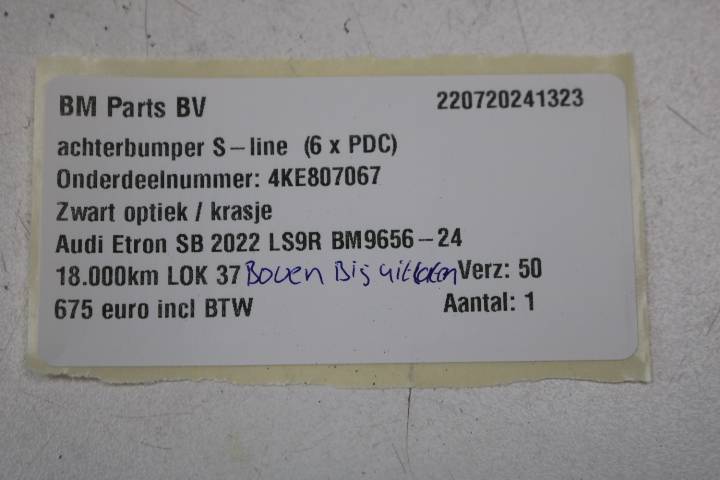 BM Parts BV 220720241323
achterbumper S-line (6 x PDC)
Onderdeelnummer: 4KE807067
Zwart optiek / krasje
Audi Etron SB 2022 LS9R BM9656-24
18.000km LOK 37 Boven Bij uitlaten Verz: 50
675 euro incl BTW Aantal: 1